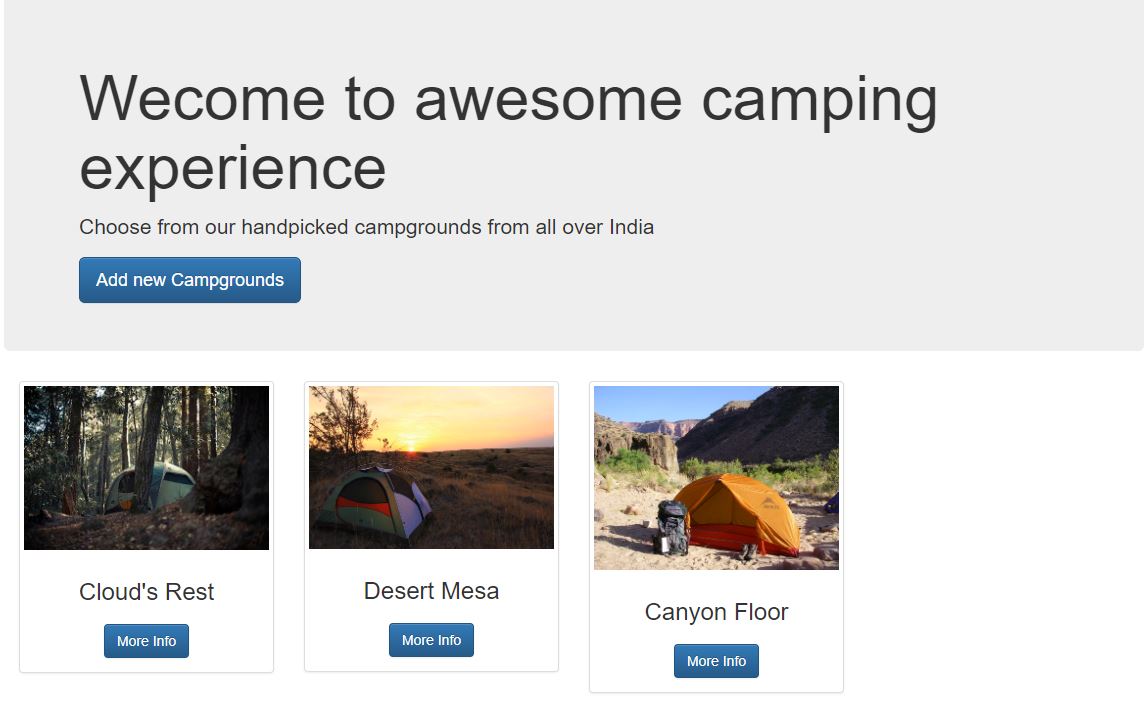 Wecome to awesome camping
experience
Choose from our handpicked campgrounds from all over India
Add new Campgrounds
Cloud's Rest
More Info
Desert Mesa
More Info
Canyon Floor
More Info